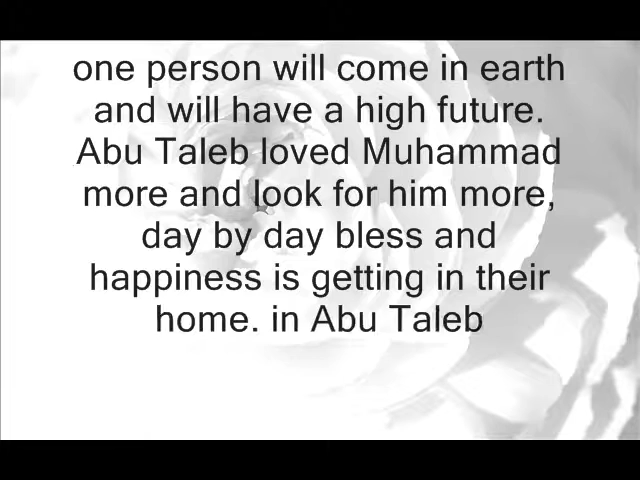 one person will come in earth
and will have a high future.
Abu Taleb loved Muhammad
more and look for him more,
day by day bless and
happiness is getting in their
home. in Abu Taleb